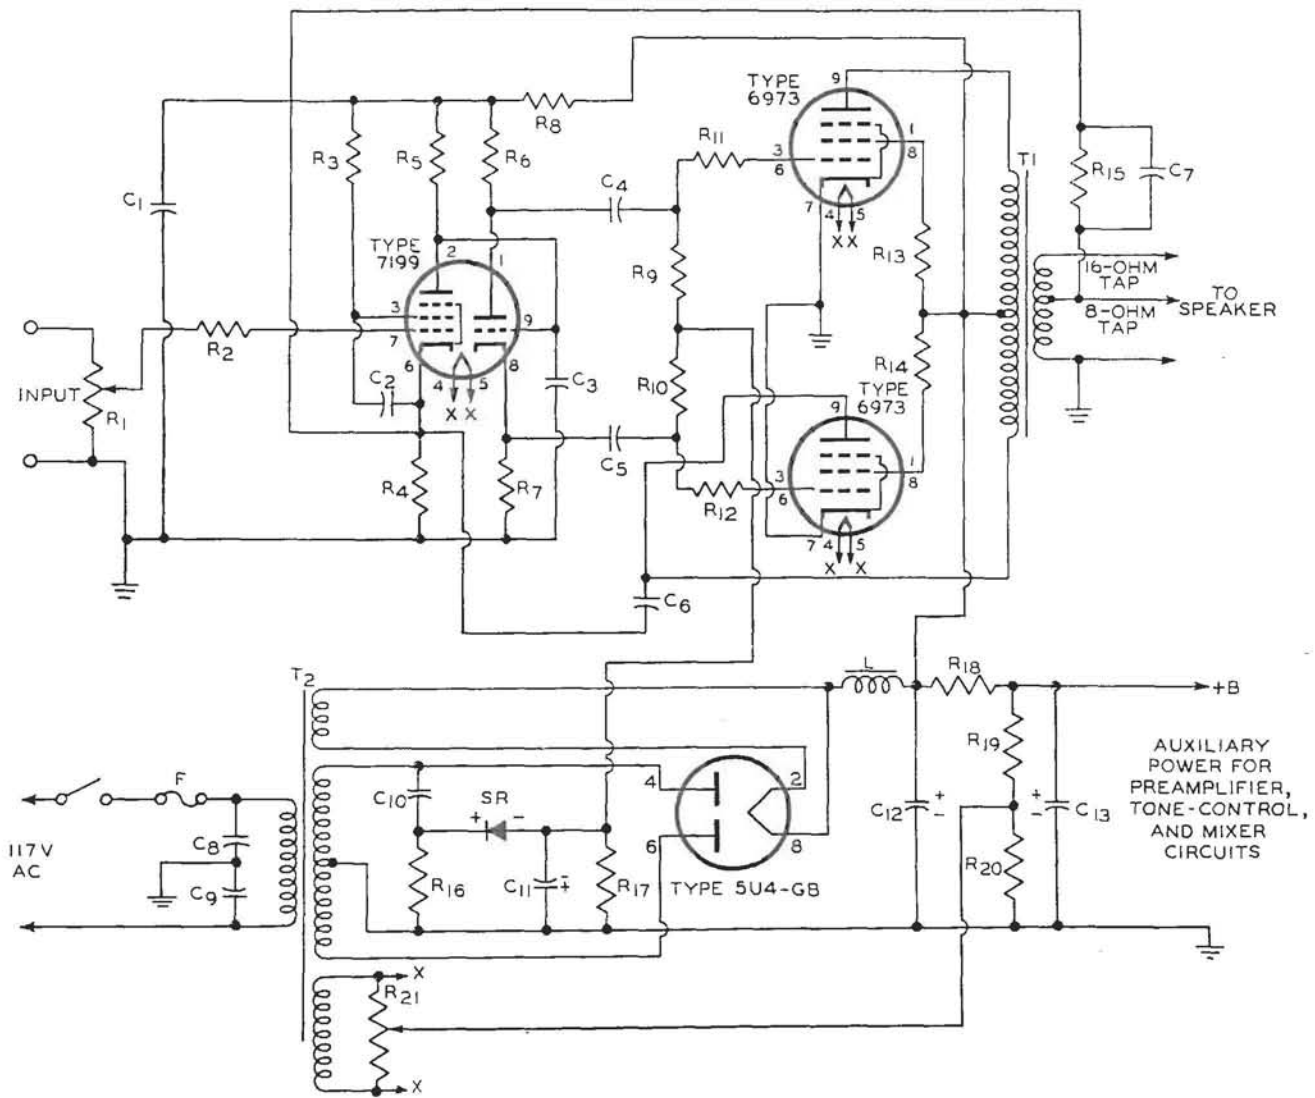 TYPE
6973
9
R8
R3
R5
R6
R11
1
8
3
6
T1
R15
C7
C1
C4
7
4
5
X X
TYPE
7199
2
1
R9
R13
16-OHM
TAP
TO
SPEAKER
8-OHM
TAP
3
7
9
R2
R14
INPUT
R1
6
4
5
8
C2
X X
C3
R10
TYPE
6973
9
C5
R4
R7
R12
3
6
1
8
7
4
5
X X
C6
T2
L
R18
+B
R19
AUXILIARY
POWER FOR
PREAMPLIFIER,
TONE-CONTROL,
AND MIXER
CIRCUITS
F
C10
SR
+ -
4
2
C12
+
-
+
-
C13
117V
AC
C8
C9
R16
C11
-
+
R17
6
8
R20
TYPE 5U4-GB
X
R21
X